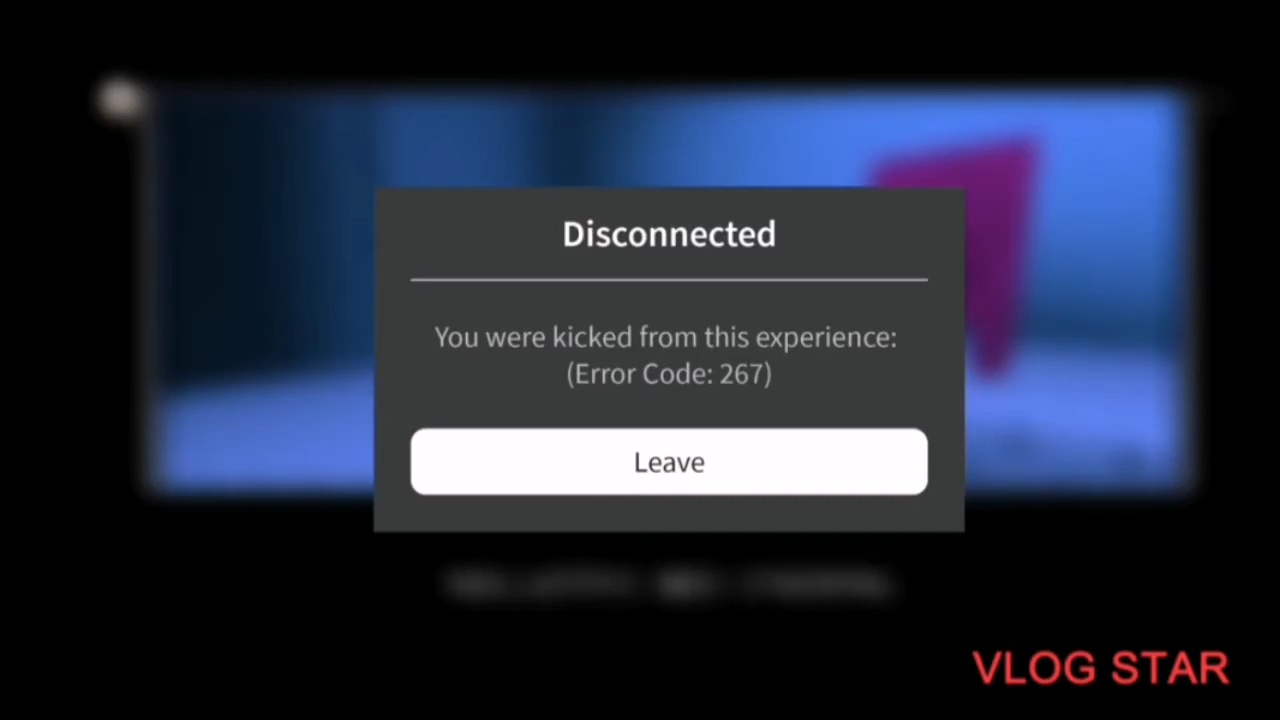 Disconnected
You were kicked from this experience:
(Error Code: 267)
Leave
VLOG STAR